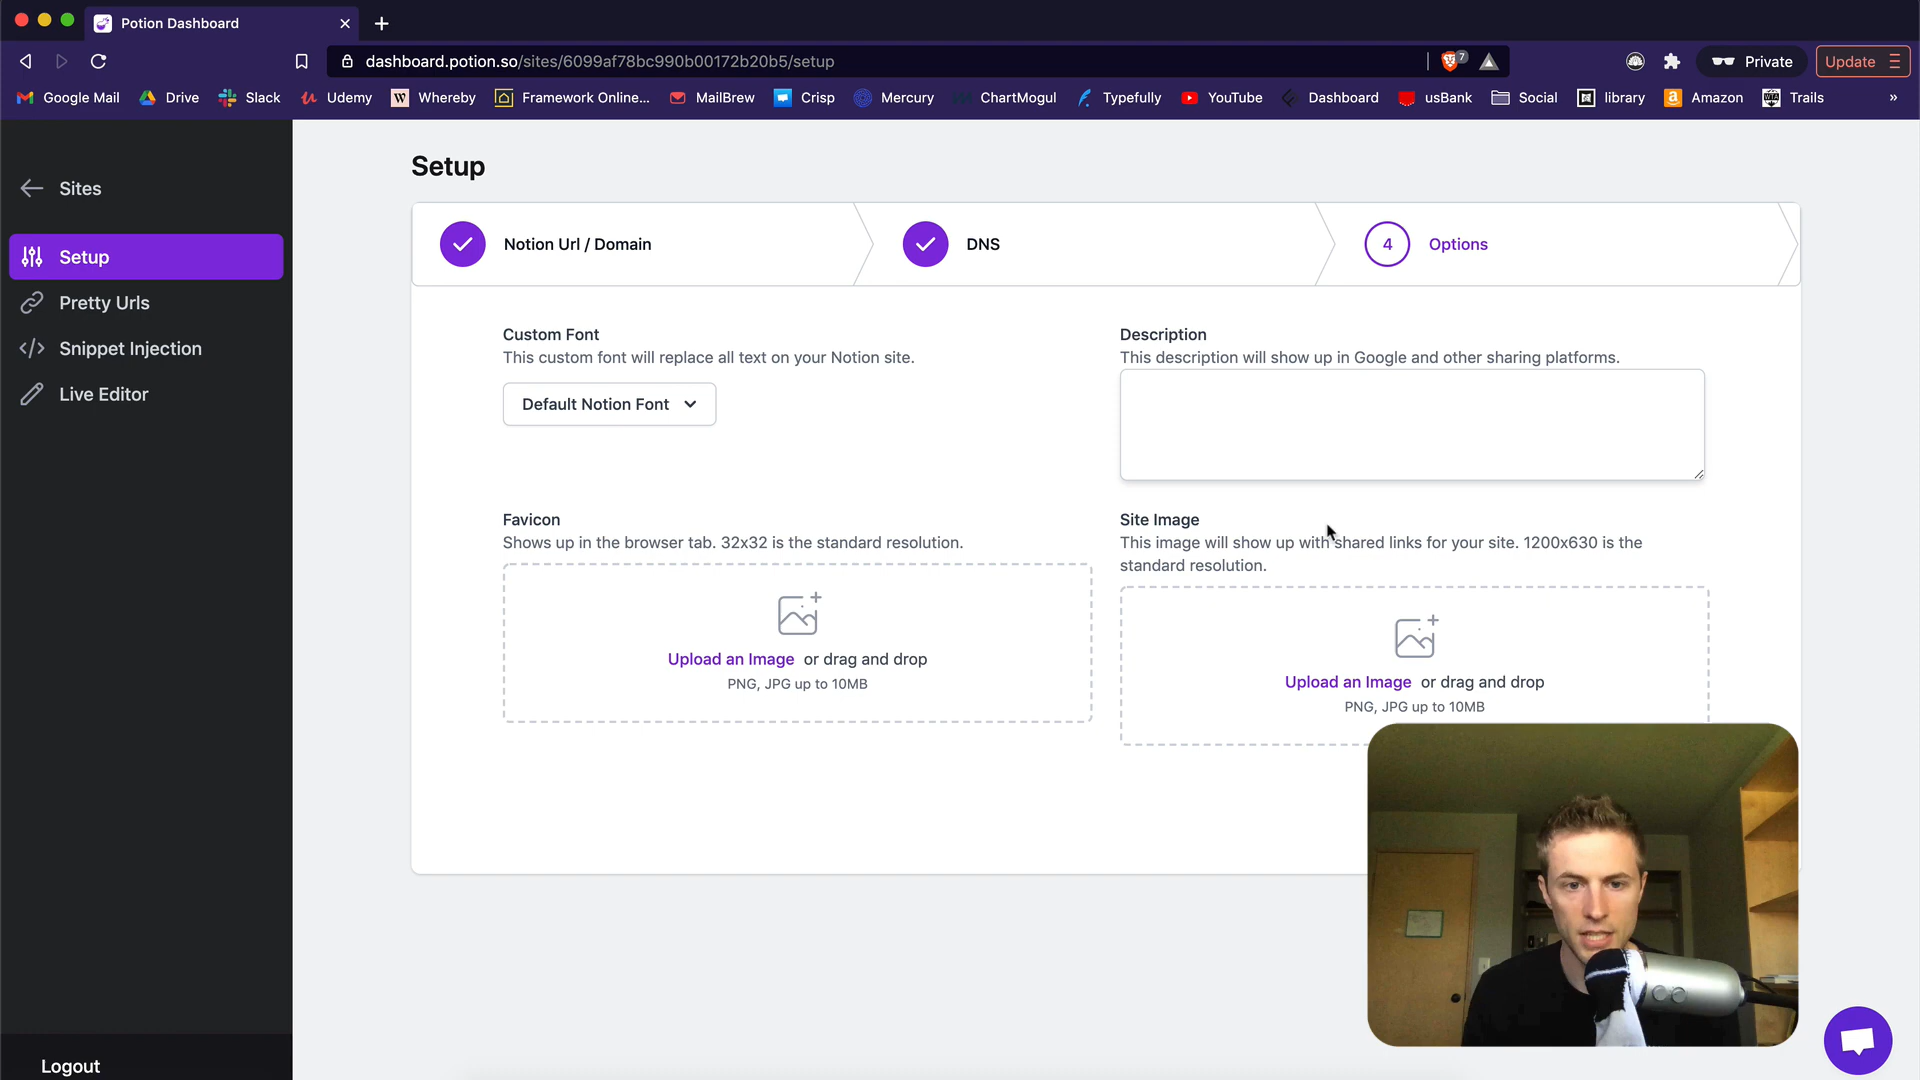 Potion Dashboard
dashboard.potion.so/sites/6099af78bc990b00172b20b5/setup
7
Private
Update
Google Mail
Drive
Slack
Udemy
Whereby
Framework Online...
MailBrew
Crisp
Mercury
ChartMogul
Typefully
YouTube
Dashboard
usBank
Social
library
Amazon
Trails
»
Sites
Setup
Pretty Urls
Snippet Injection
Live Editor
Logout
Setup
Notion Url / Domain
DNS
4
Options
Custom Font
This custom font will replace all text on your Notion site.
Default Notion Font
Description
This description will show up in Google and other sharing platforms.
Favicon
Shows up in the browser tab. 32x32 is the standard resolution.
Upload an Image or drag and drop
PNG, JPG up to 10MB
Site Image
This image will show up with shared links for your site. 1200x630 is the
standard resolution.
Upload an Image or drag and drop
PNG, JPG up to 10MB